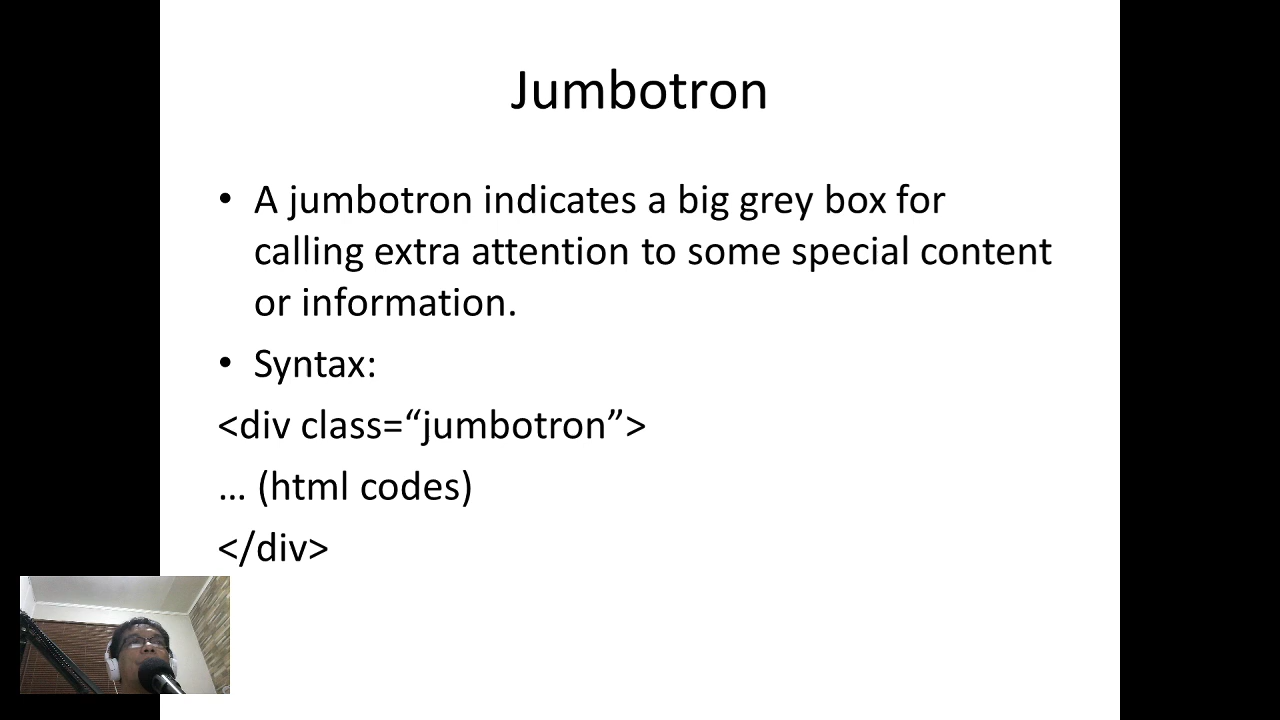 Jumbotron
• A jumbotron indicates a big grey box for
calling extra attention to some special content
or information.
• Syntax:
<div class=“jumbotron”>
... (html codes)
</div>